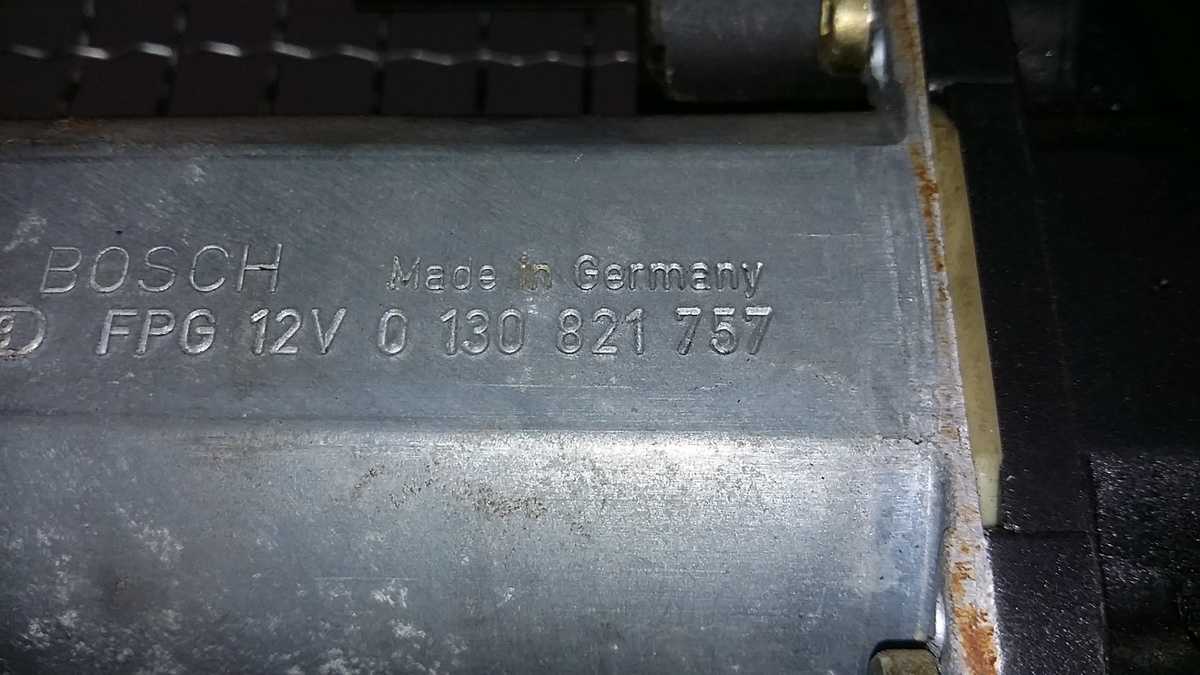 BOSCH Made in Germany
FPG 12V 0 130 821 757